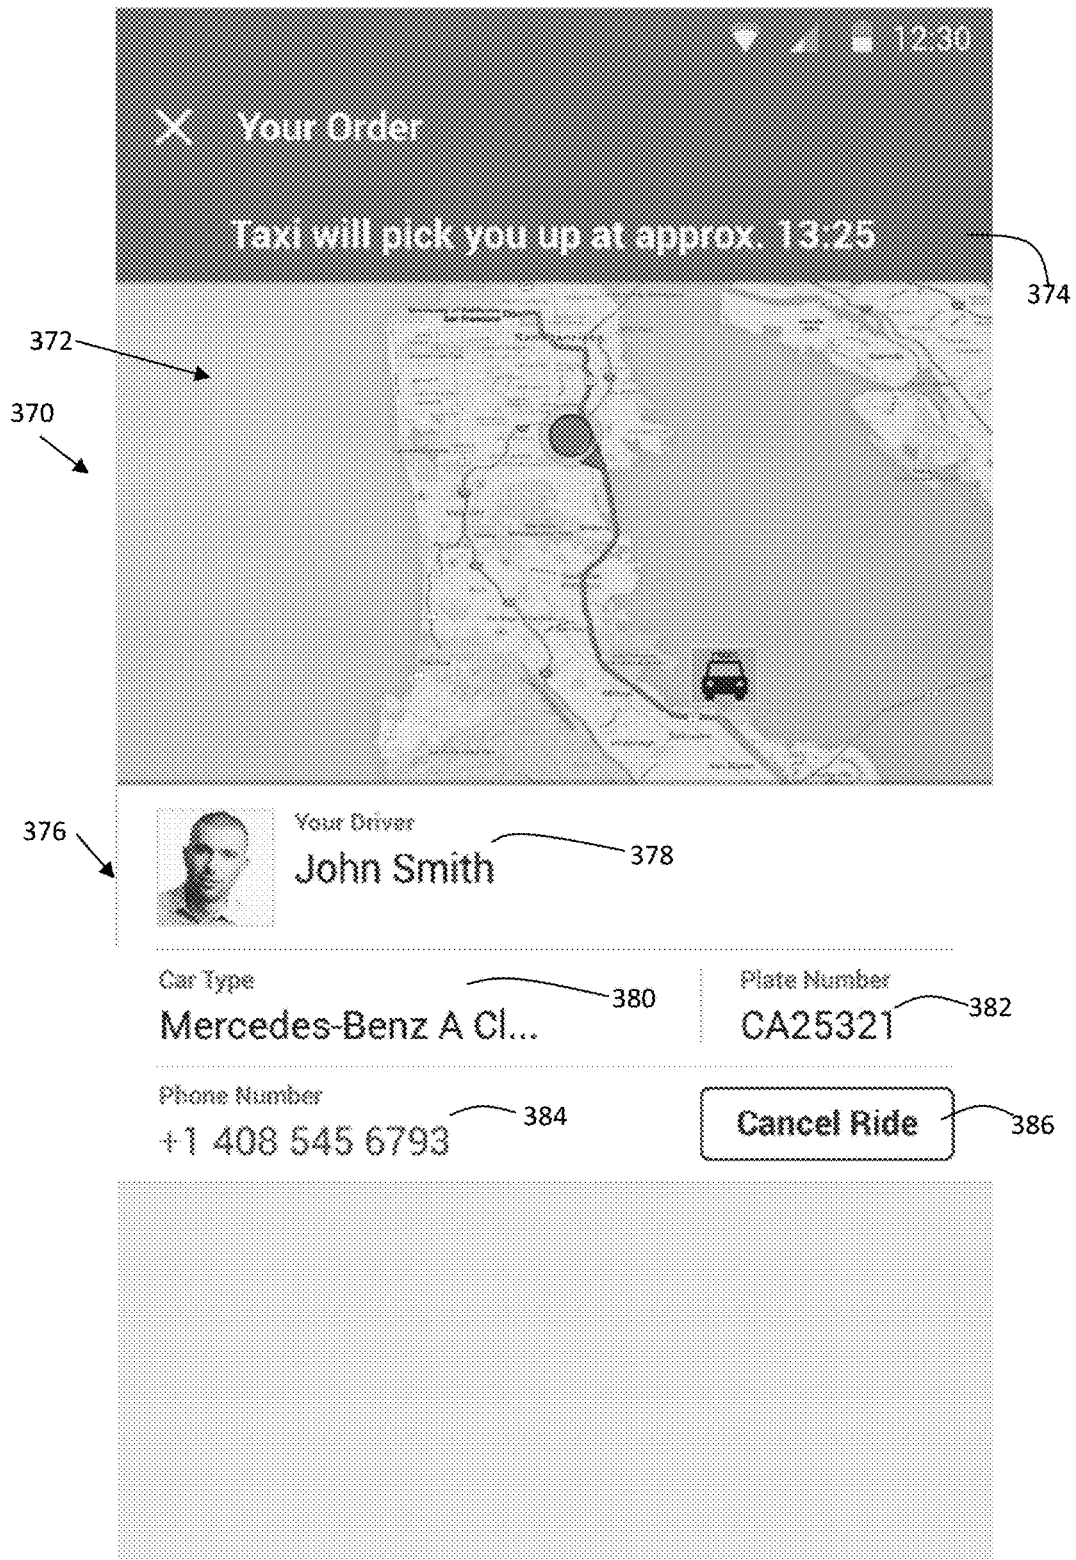 12:30
Your Order
Taxi will pick you up at approx. 13:25
374
372
370
376
Your Driver
378
John Smith
Car Type
380
Plate Number
382
Mercedes-Benz A Cl...
CA25321
Phone Number
384
+1 408 545 6793
Cancel Ride
386